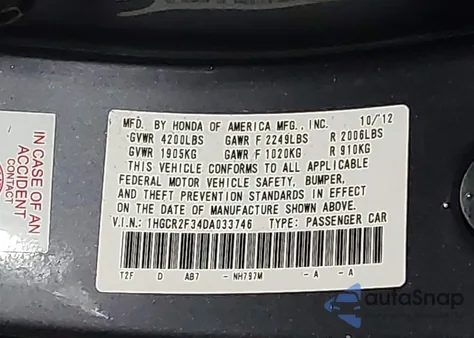 MFD. BY HONDA OF AMERICA MFG., INC. 10/12
GVWR 4200LBS GAWR F 2249LBS R 2006LBS
GVWR 1905KG GAWR F 1020KG R 910KG
THIS VEHICLE CONFORMS TO ALL APPLICABLE
FEDERAL MOTOR VEHICLE SAFETY, BUMPER,
AND THEFT PREVENTION STANDARDS IN EFFECT
ON THE DATE OF MANUFACTURE SHOWN ABOVE.
V.I.N.: 1HGCR2F34DA033746 TYPE: PASSENGER CAR
T2F D AB7 - NH797M - A - A
IN CASE OF AN
ACCIDENT
CONTACT
autoSnap